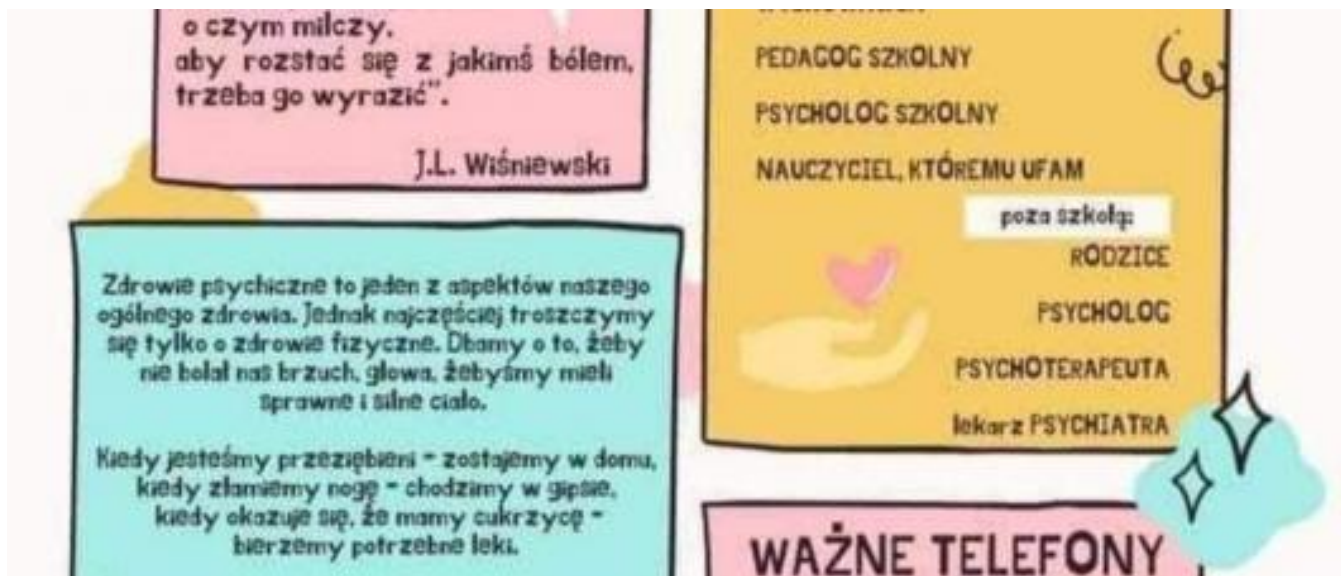 o czym milczy.
aby rozstać się z jakimś bólem,
trzeba go wyrazić".
J.L. Wiśniewski
Zdrowie psychiczne to jeden z aspektów naszego
ogólnego zdrowia. Jednak najczęściej troszczymy
się tylko o zdrowie fizyczne. Dbamy o to, żeby
nie bolał nas brzuch, głowa, żebyśmy mieli
sprawne i silne ciało.
Kiedy jesteśmy przeziębieni - zostajemy w domu,
kiedy złamiemy nogę - chodzimy w gipsie,
kiedy okazuje się, że mamy cukrzycę -
bierzemy potrzebne leki.
PEDAGOG SZKOLNY
PSYCHOLOG SZKOLNY
NAUCZYCIEL, KTÓREMU UFAM
poza szkołą:
RODZICE
PSYCHOLOG
PSYCHOTERAPEUTA
lekarz PSYCHIATRA
WAŻNE TELEFONY